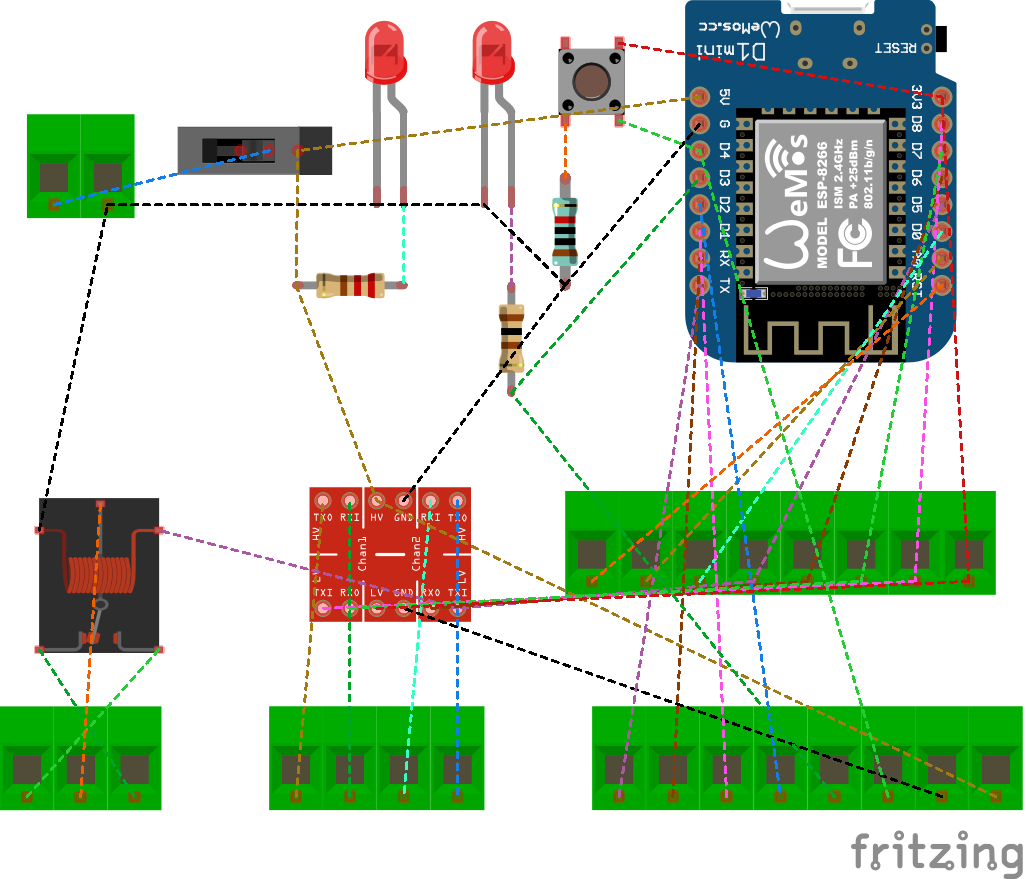 WeMos.cc
D1 mini
RESET
5V
G
D4
D3
D2
D1
RX
TX
3V3
D8
D7
D6
D5
D0
A0
RST
WeMos
MODEL ESP-8266
ISM 2.4GHz
PA +25dBm
802.11b/g/n
FC
TXO RXI HV GND RXI TXO
HV
HV
Chan1
Chan2
LV
LV
TXI RXO LV GND RXO TXI
fritzing